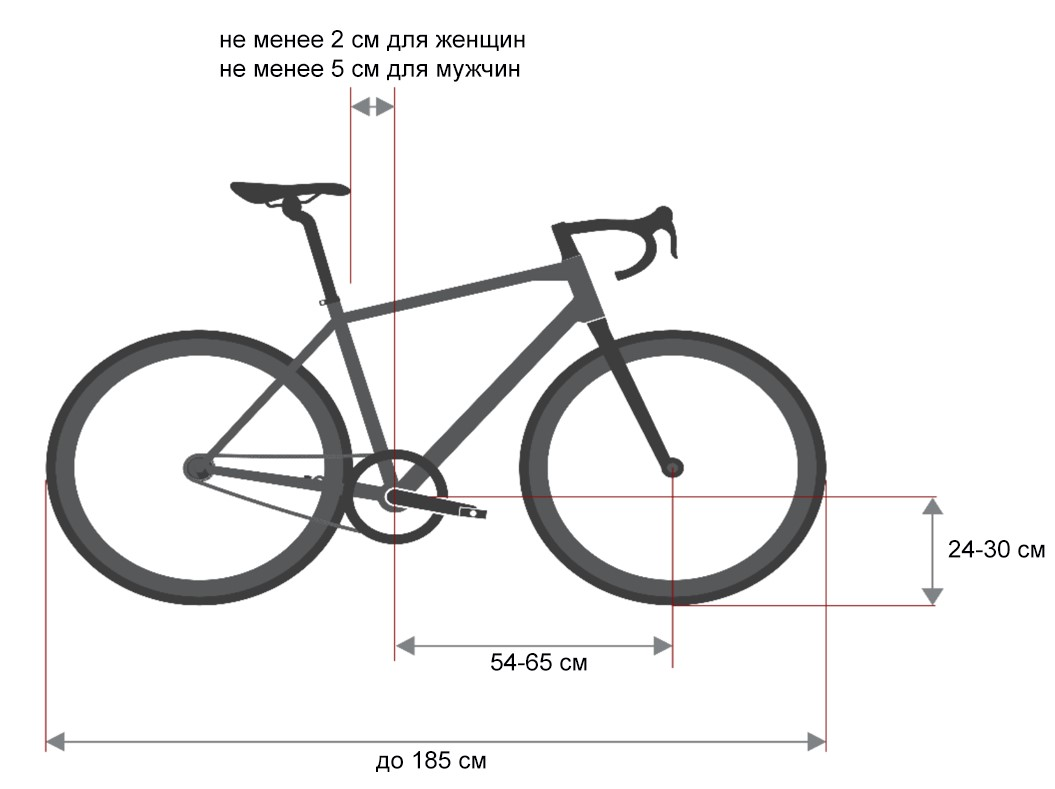 не менее 2 см для женщин
не менее 5 см для мужчин
24-30 см
54-65 см
до 185 см